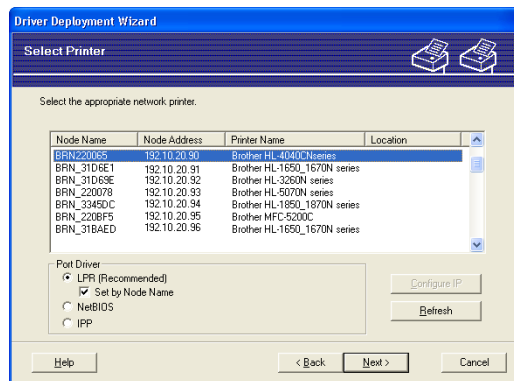 Driver Deployment Wizard
Select Printer
Select the appropriate network printer.
Node Name Node Address Printer Name Location
BRN220065 192.10.20.90 Brother HL-4040CNseries
BRN_31D6E1 192.10.20.91 Brother HL-1650_1670N series
BRN_31D69E 192.10.20.92 Brother HL-3260N series
BRN_220078 192.10.20.93 Brother HL-5070N series
BRN_3345DC 192.10.20.94 Brother HL-1850_1870N series
BRN_220BF5 192.10.20.95 Brother MFC-5200C
BRN_31BAED 192.10.20.96 Brother HL-1650_1670N series
Port Driver
LPR (Recommended)
Set by Node Name
NetBIOS
IPP
Configure IP
Refresh
Help
< Back
Next >
Cancel